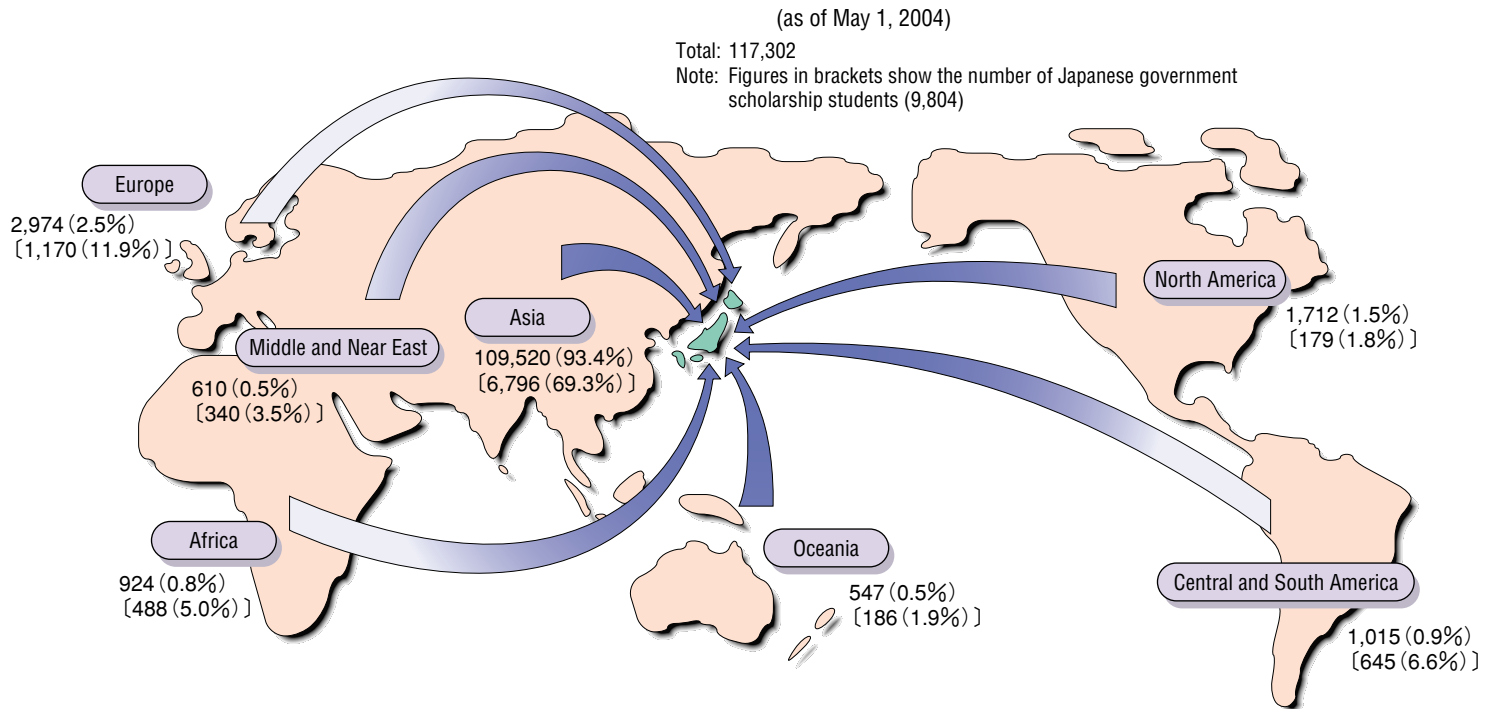 (as of May 1, 2004)
Total: 117,302
Note: Figures in brackets show the number of Japanese government
scholarship students (9,804)
Europe
2,974 (2.5%)
〔1,170 (11.9%)〕
Middle and Near East
610 (0.5%)
〔340 (3.5%)〕
Asia
109,520 (93.4%)
〔6,796 (69.3%)〕
North America
1,712 (1.5%)
〔179 (1.8%)〕
Africa
924 (0.8%)
〔488 (5.0%)〕
Oceania
547 (0.5%)
〔186 (1.9%)〕
Central and South America
1,015 (0.9%)
〔645 (6.6%)〕